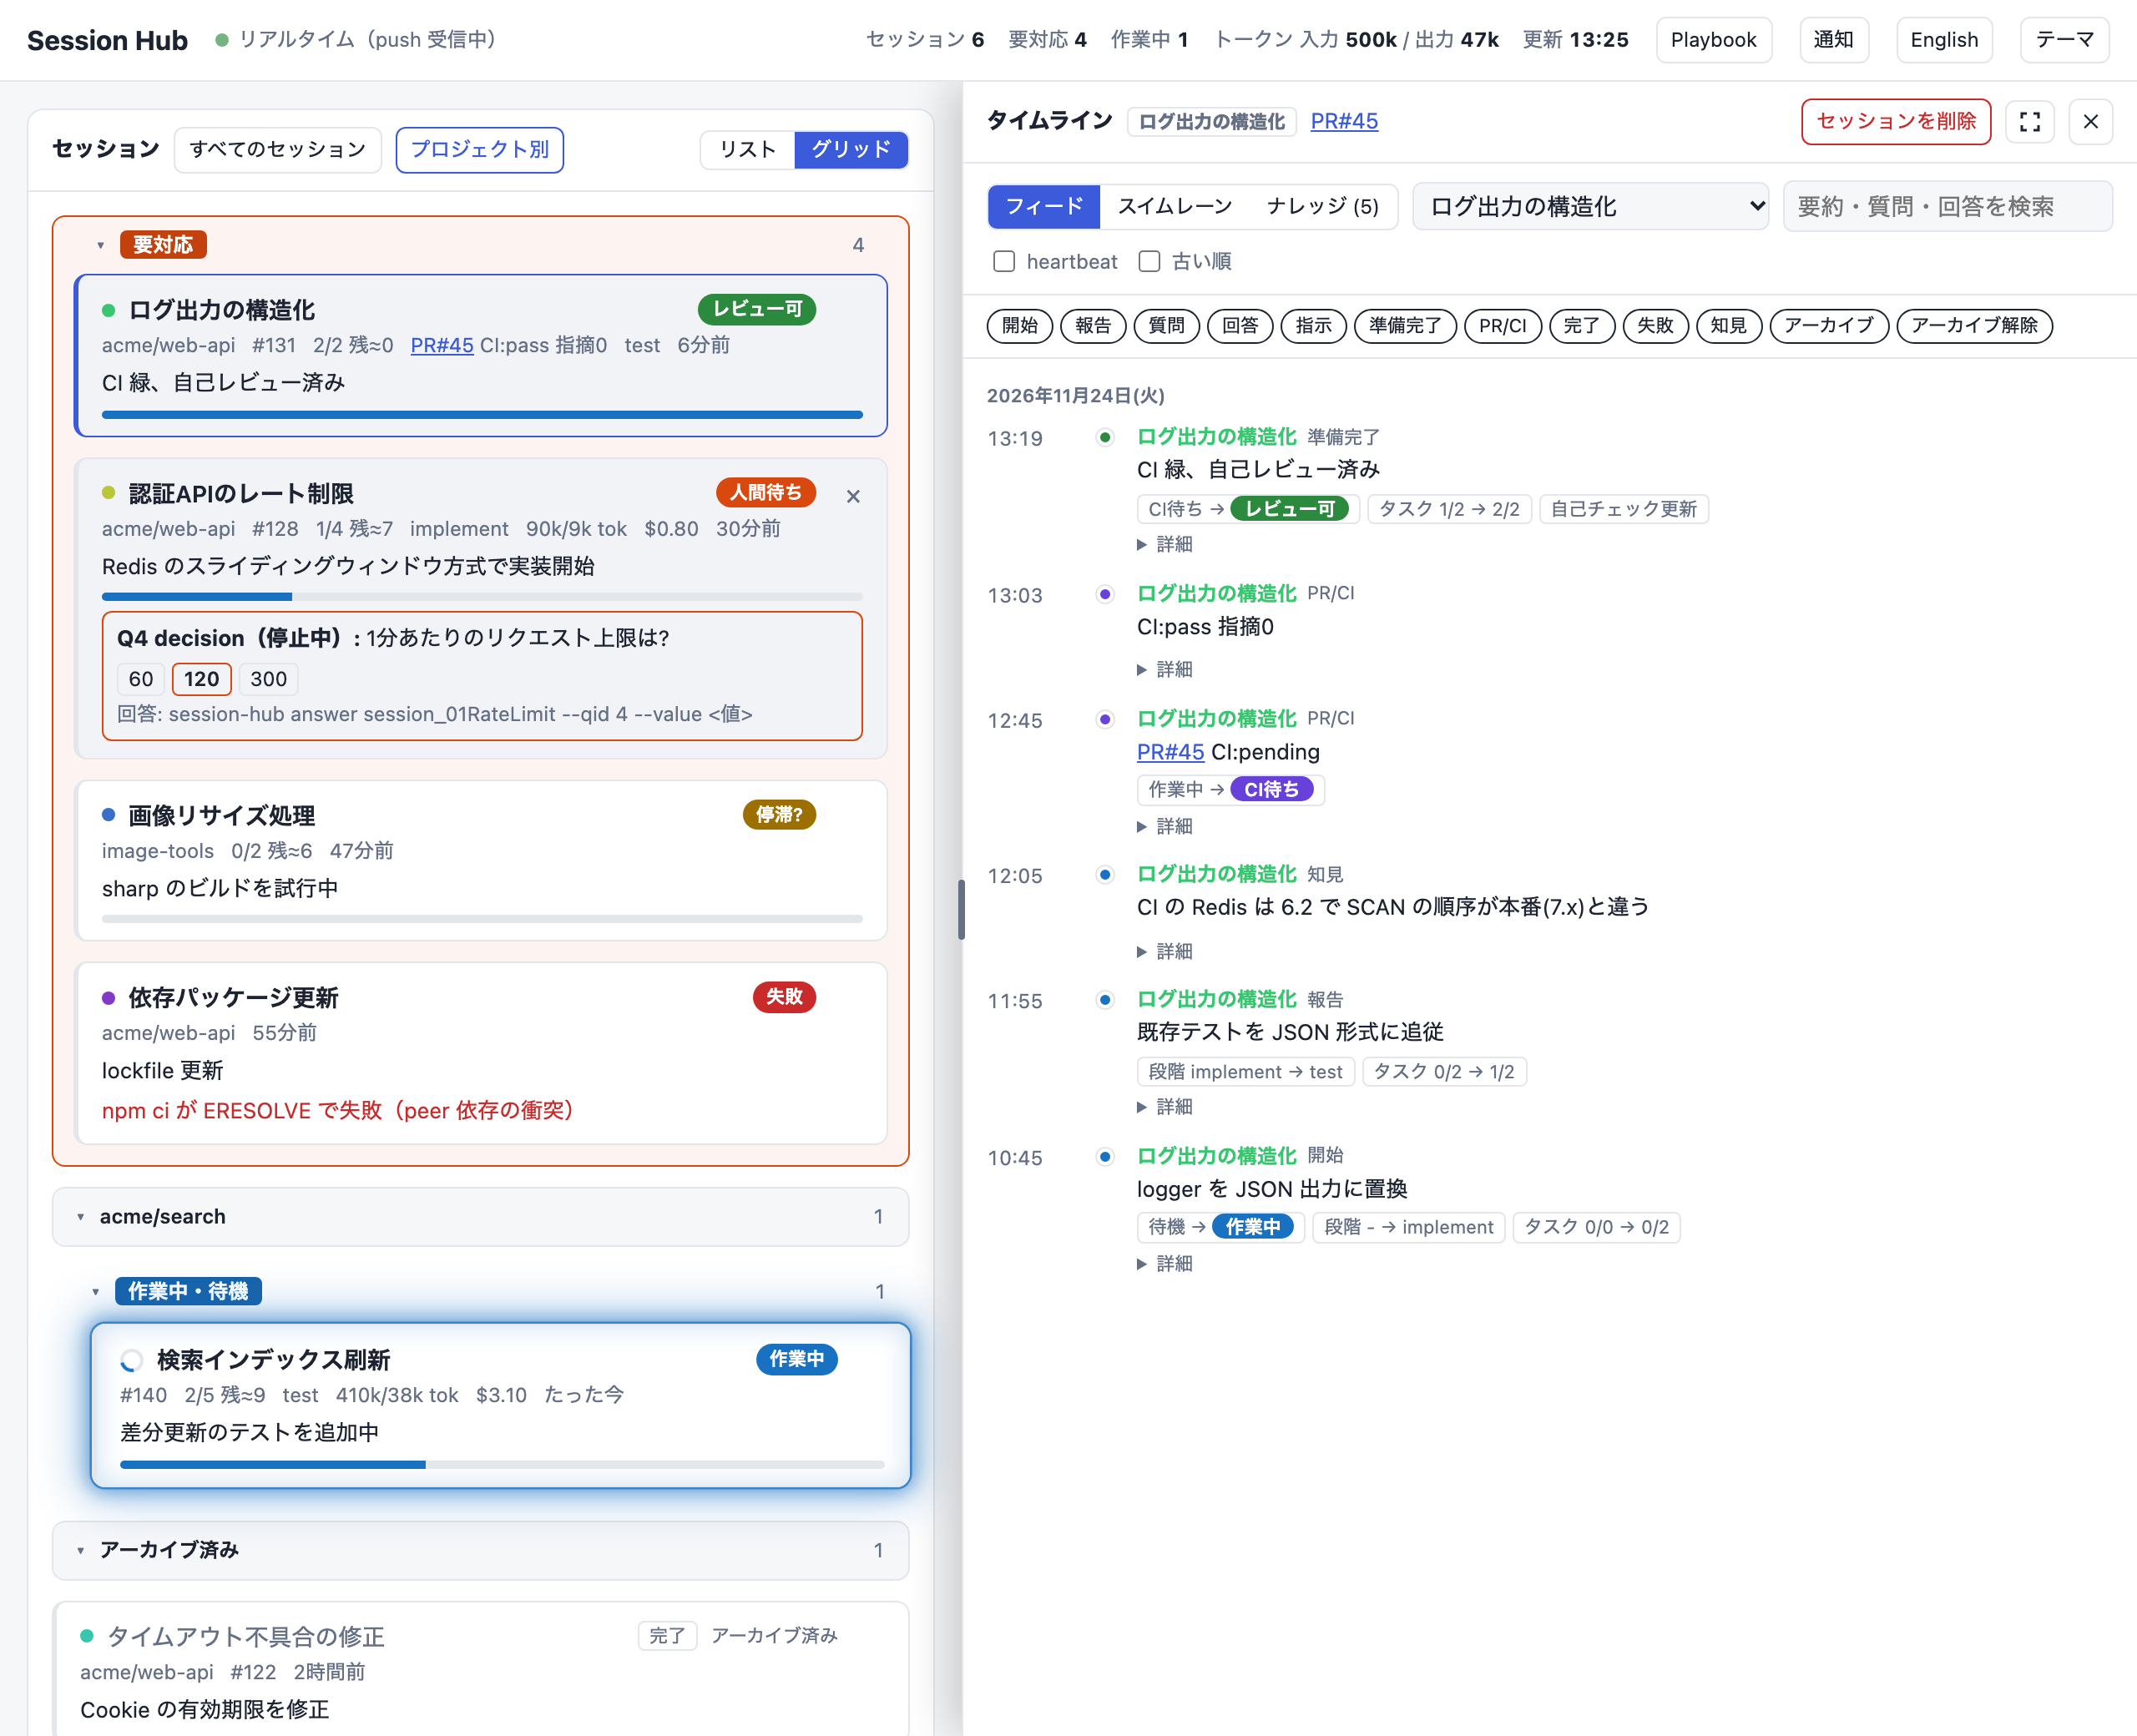 Session Hub
リアルタイム（push 受信中）
セッション 6 要対応 4 作業中 1 トークン 入力 500k / 出力 47k 更新 13:25
Playbook
通知
English
テーマ
セッション
すべてのセッション
プロジェクト別
リスト
グリッド
▾ 要対応 4
ログ出力の構造化 レビュー可
acme/web-api #131 2/2 残≈0 PR#45 CI:pass 指摘0 test 6分前
CI 緑、自己レビュー済み
認証APIのレート制限 人間待ち ×
acme/web-api #128 1/4 残≈7 implement 90k/9k tok $0.80 30分前
Redis のスライディングウィンドウ方式で実装開始
Q4 decision（停止中）: 1分あたりのリクエスト上限は?
60 120 300
回答: session-hub answer session_01RateLimit --qid 4 --value <値>
画像リサイズ処理 停滞?
image-tools 0/2 残≈6 47分前
sharp のビルドを試行中
依存パッケージ更新 失敗
acme/web-api 55分前
lockfile 更新
npm ci が ERESOLVE で失敗（peer 依存の衝突）
▾ acme/search 1
▾ 作業中・待機 1
検索インデックス刷新 作業中
#140 2/5 残≈9 test 410k/38k tok $3.10 たった今
差分更新のテストを追加中
▾ アーカイブ済み 1
タイムアウト不具合の修正 完了 アーカイブ済み
acme/web-api #122 2時間前
Cookie の有効期限を修正
タイムライン ログ出力の構造化 PR#45
セッションを削除
×
フィード スイムレーン ナレッジ (5)
ログ出力の構造化
要約・質問・回答を検索
heartbeat 古い順
開始 報告 質問 回答 指示 準備完了 PR/CI 完了 失敗 知見 アーカイブ アーカイブ解除
2026年11月24日(火)
13:19 ログ出力の構造化 準備完了
CI 緑、自己レビュー済み
CI待ち → レビュー可 タスク 1/2 → 2/2 自己チェック更新
▶ 詳細
13:03 ログ出力の構造化 PR/CI
CI:pass 指摘0
▶ 詳細
12:45 ログ出力の構造化 PR/CI
PR#45 CI:pending
作業中 → CI待ち
▶ 詳細
12:05 ログ出力の構造化 知見
CI の Redis は 6.2 で SCAN の順序が本番(7.x)と違う
▶ 詳細
11:55 ログ出力の構造化 報告
既存テストを JSON 形式に追従
段階 implement → test タスク 0/2 → 1/2
▶ 詳細
10:45 ログ出力の構造化 開始
logger を JSON 出力に置換
待機 → 作業中 段階 - → implement タスク 0/0 → 0/2
▶ 詳細